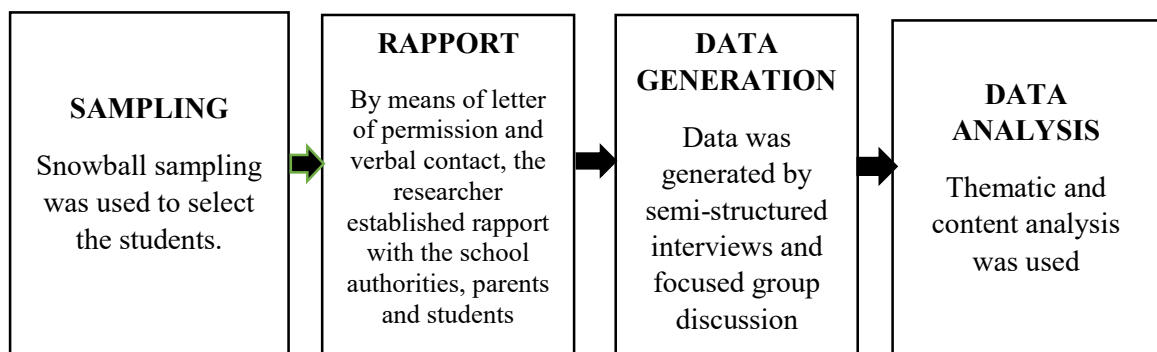 SAMPLING
Snowball sampling
was used to select
the students.
RAPPORT
By means of letter
of permission and
verbal contact, the
researcher
established rapport
with the school
authorities, parents
and students
DATA
GENERATION
Data was
generated by
semi-structured
interviews and
focused group
discussion
DATA
ANALYSIS
Thematic and
content analysis
was used